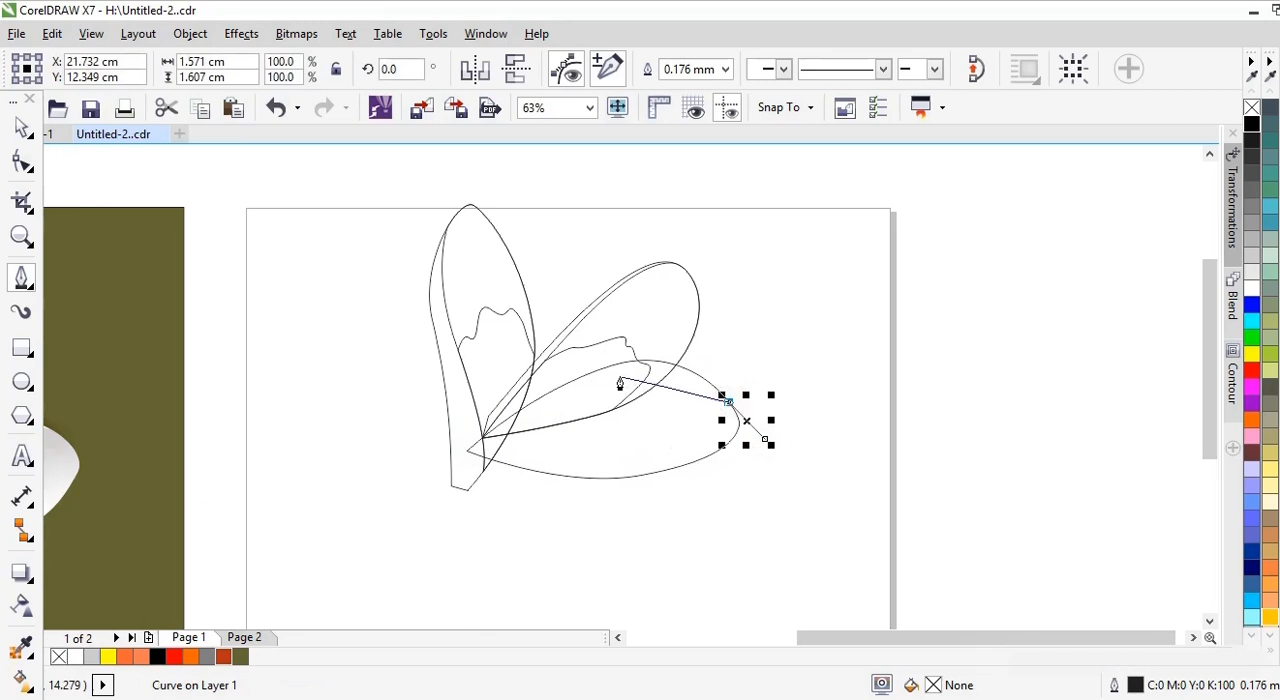 CorelDRAW X7 - H:\Untitled-2..cdr
File Edit View Layout Object Effects Bitmaps Text Table Tools Window Help
X: 21.732 cm 1.571 cm 100.0 % 0.0 ° 0.176 mm
Y: 12.349 cm 1.607 cm 100.0 %
PDF 63% Snap To
-1 Untitled-2..cdr
Transformations
Blend
Contour
1 of 2 Page 1 Page 2
14.279 ) Curve on Layer 1 None C:0 M:0 Y:0 K:100 0.176 m